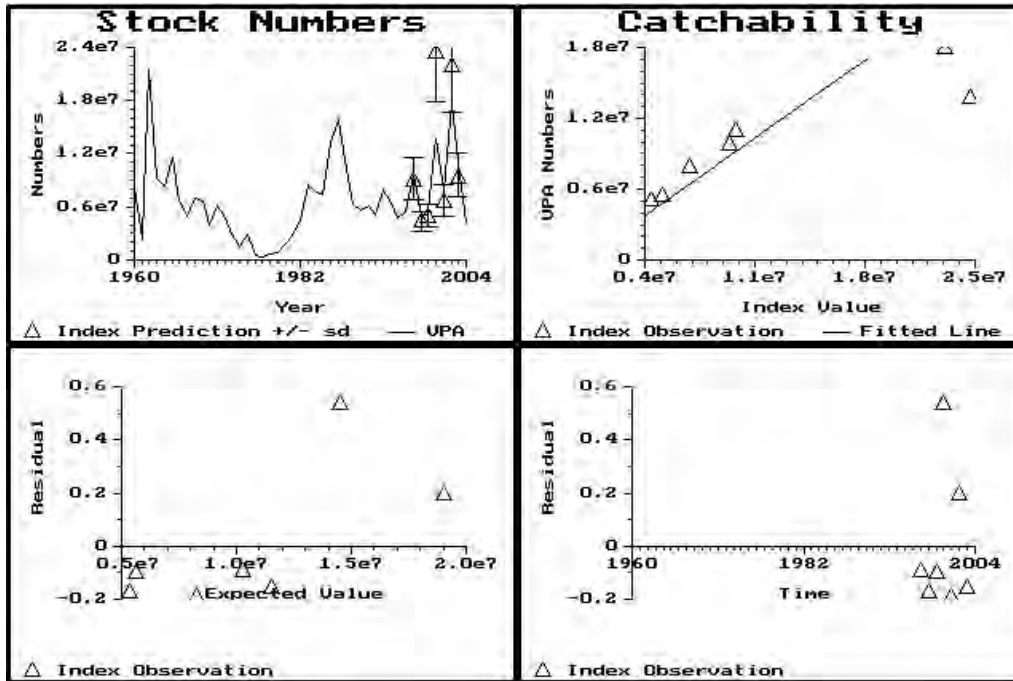 Stock Numbers
2.4e7
1.8e7
1.2e7
0.6e7
0
Numbers
1960 1982 2004
Year
△ Index Prediction +/- sd — VPA
Catchability
1.8e7
1.2e7
0.6e7
0
VPA Numbers
0.4e7 1.1e7 1.8e7 2.5e7
Index Value
△ Index Observation — Fitted Line
0.6
0.4
0.2
0
-0.2
Residual
0.5e7 1.0e7 1.5e7 2.0e7
Expected Value
△ Index Observation
0.6
0.4
0.2
0
-0.2
Residual
1960 1982 2004
Time
△ Index Observation